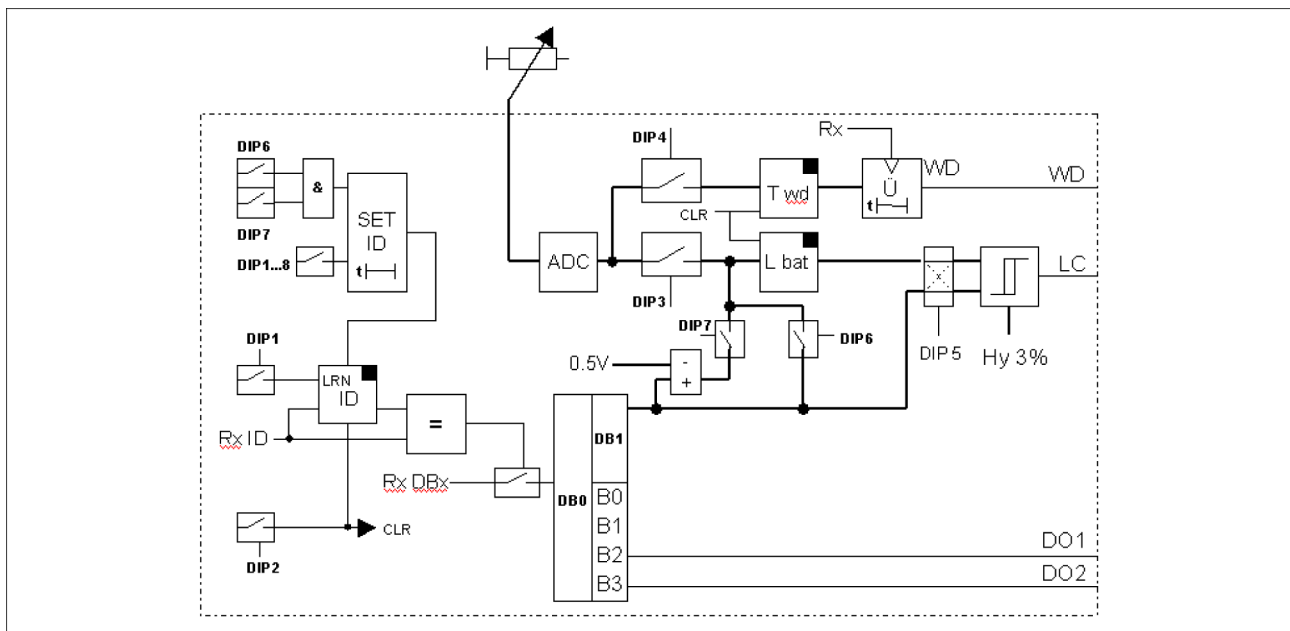 DIP6
&
DIP7
DIP1...8
SET
ID
t
DIP1
LRN
ID
Rx ID
=
DIP2
CLR
Rx DBx
ADC
DIP4
DIP3
CLR
T wd
L bat
Rx
Ü
t
WD
WD
DIP7
DIP6
0.5V
-
+
x
DIP5
Hy 3%
LC
DB0
DB1
B0
B1
B2
B3
DO1
DO2